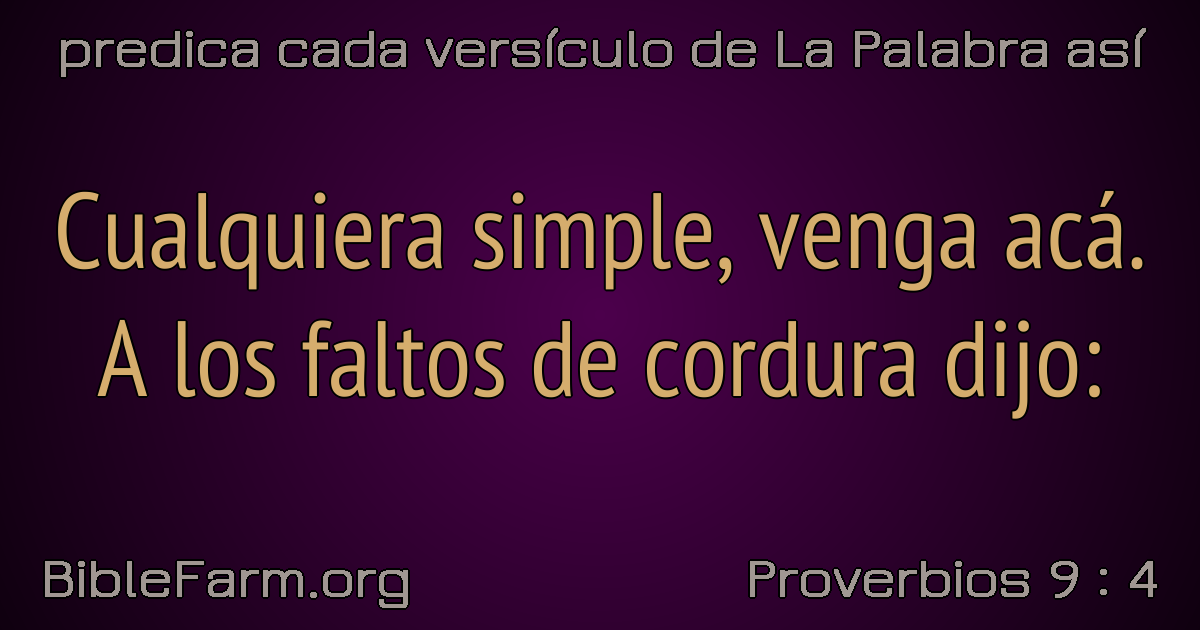 predica cada versículo de La Palabra así
Cualquiera simple, venga acá.
A los faltos de cordura dijo:
BibleFarm.org
Proverbios 9 : 4